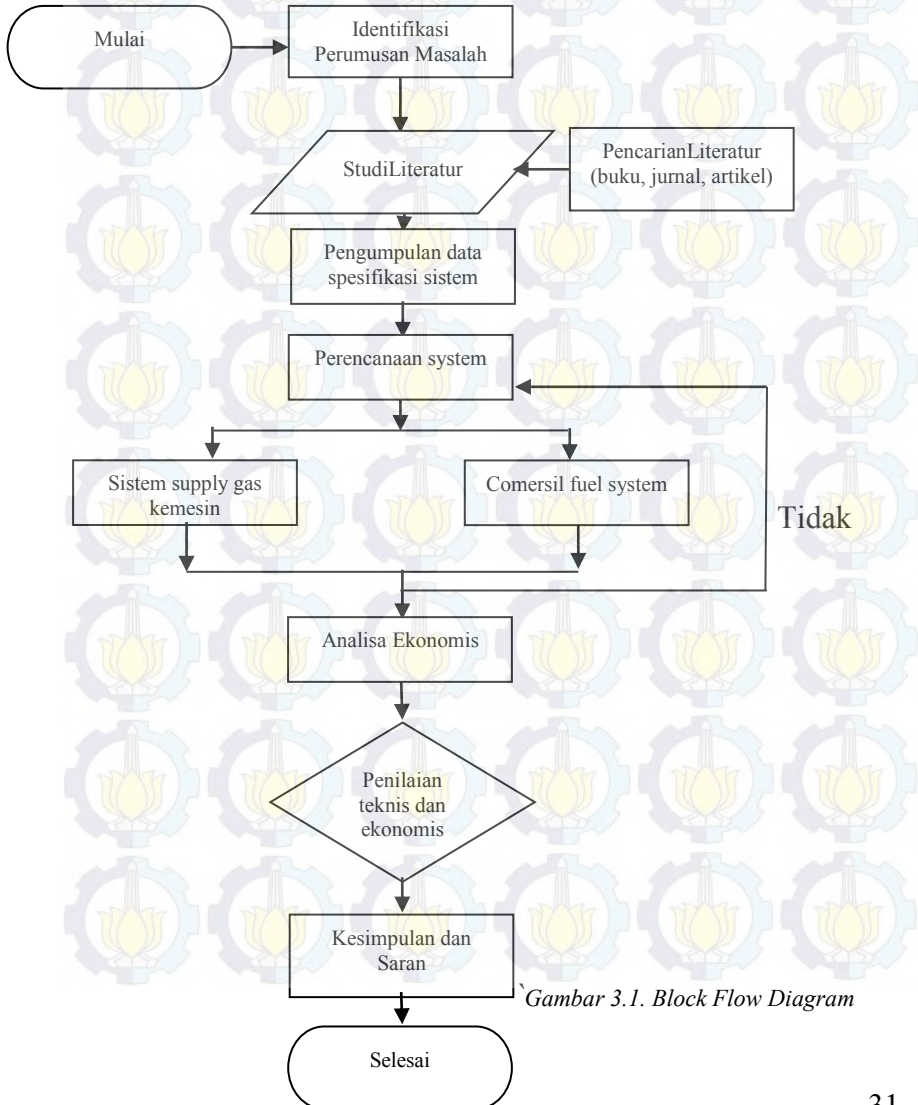 Mulai
Identifikasi
Perumusan Masalah
StudiLiteratur
PencarianLiteratur
(buku, jurnal, artikel)
Pengumpulan data
spesifikasi sistem
Perencanaan system
Sistem supply gas
kemesin
Comersil fuel system
Tidak
Analisa Ekonomis
Penilaian
teknis dan
ekonomis
Kesimpulan dan
Saran
`Gambar 3.1. Block Flow Diagram
Selesai
31